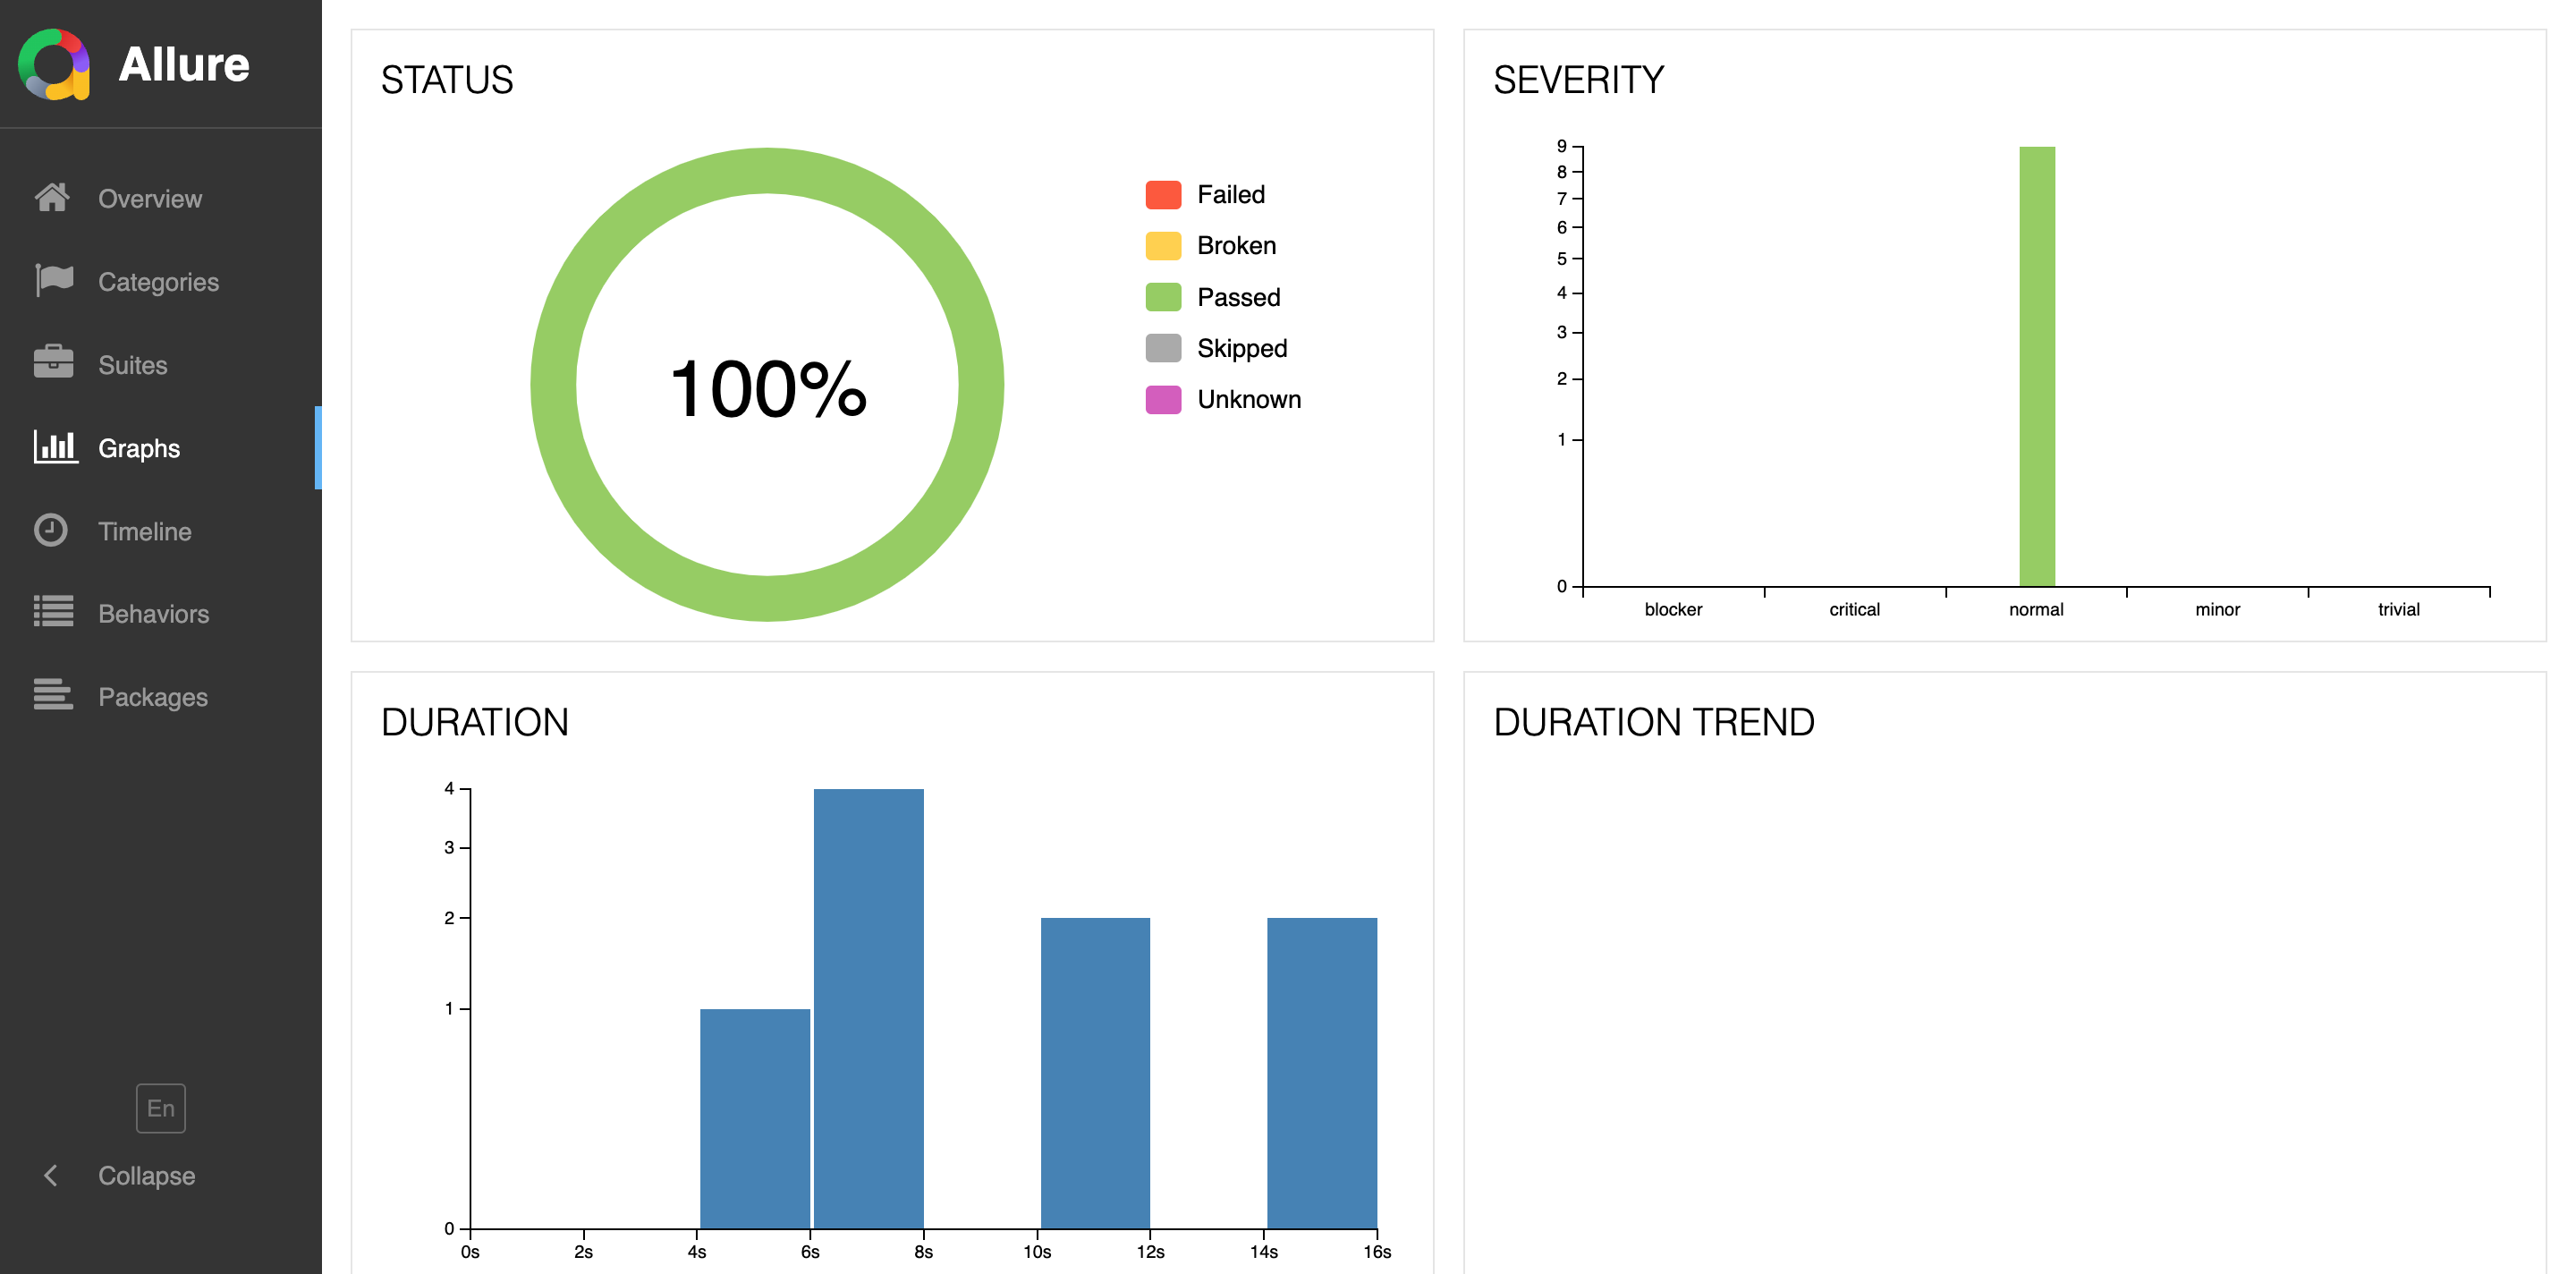 Allure
Overview
Categories
Suites
Graphs
Timeline
Behaviors
Packages
En
Collapse
STATUS
100%
Failed
Broken
Passed
Skipped
Unknown
SEVERITY
9
8
7
6
5
4
3
2
1
0
blocker critical normal minor trivial
DURATION
4
3
2
1
0
0s 2s 4s 6s 8s 10s 12s 14s 16s
DURATION TREND